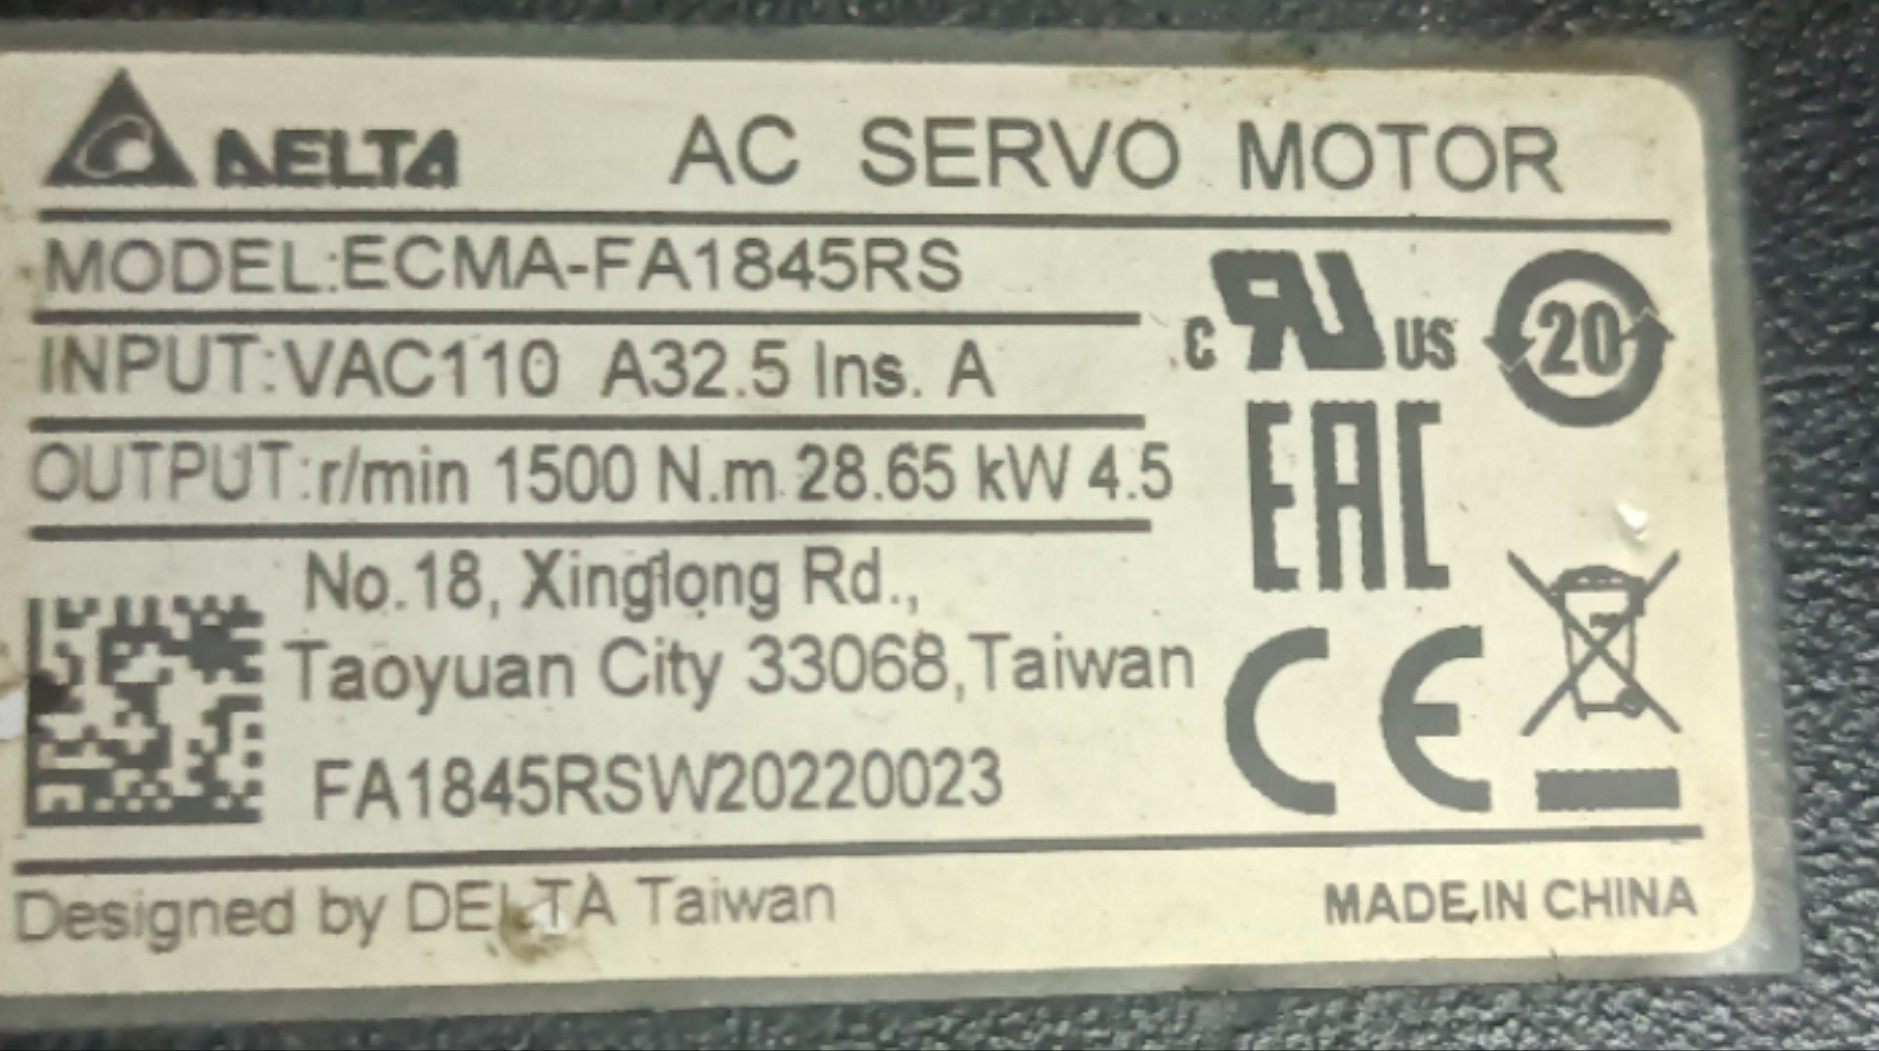 DELTA AC SERVO MOTOR
MODEL:ECMA-FA1845RS
INPUT:VAC110 A32.5 Ins. A
OUTPUT:r/min 1500 N.m 28.65 kW 4.5
c RU US
20
EAC
No.18, Xinglong Rd.,
Taoyuan City 33068,Taiwan
CE
FA1845RSW20220023
Designed by DELTA Taiwan
MADE IN CHINA